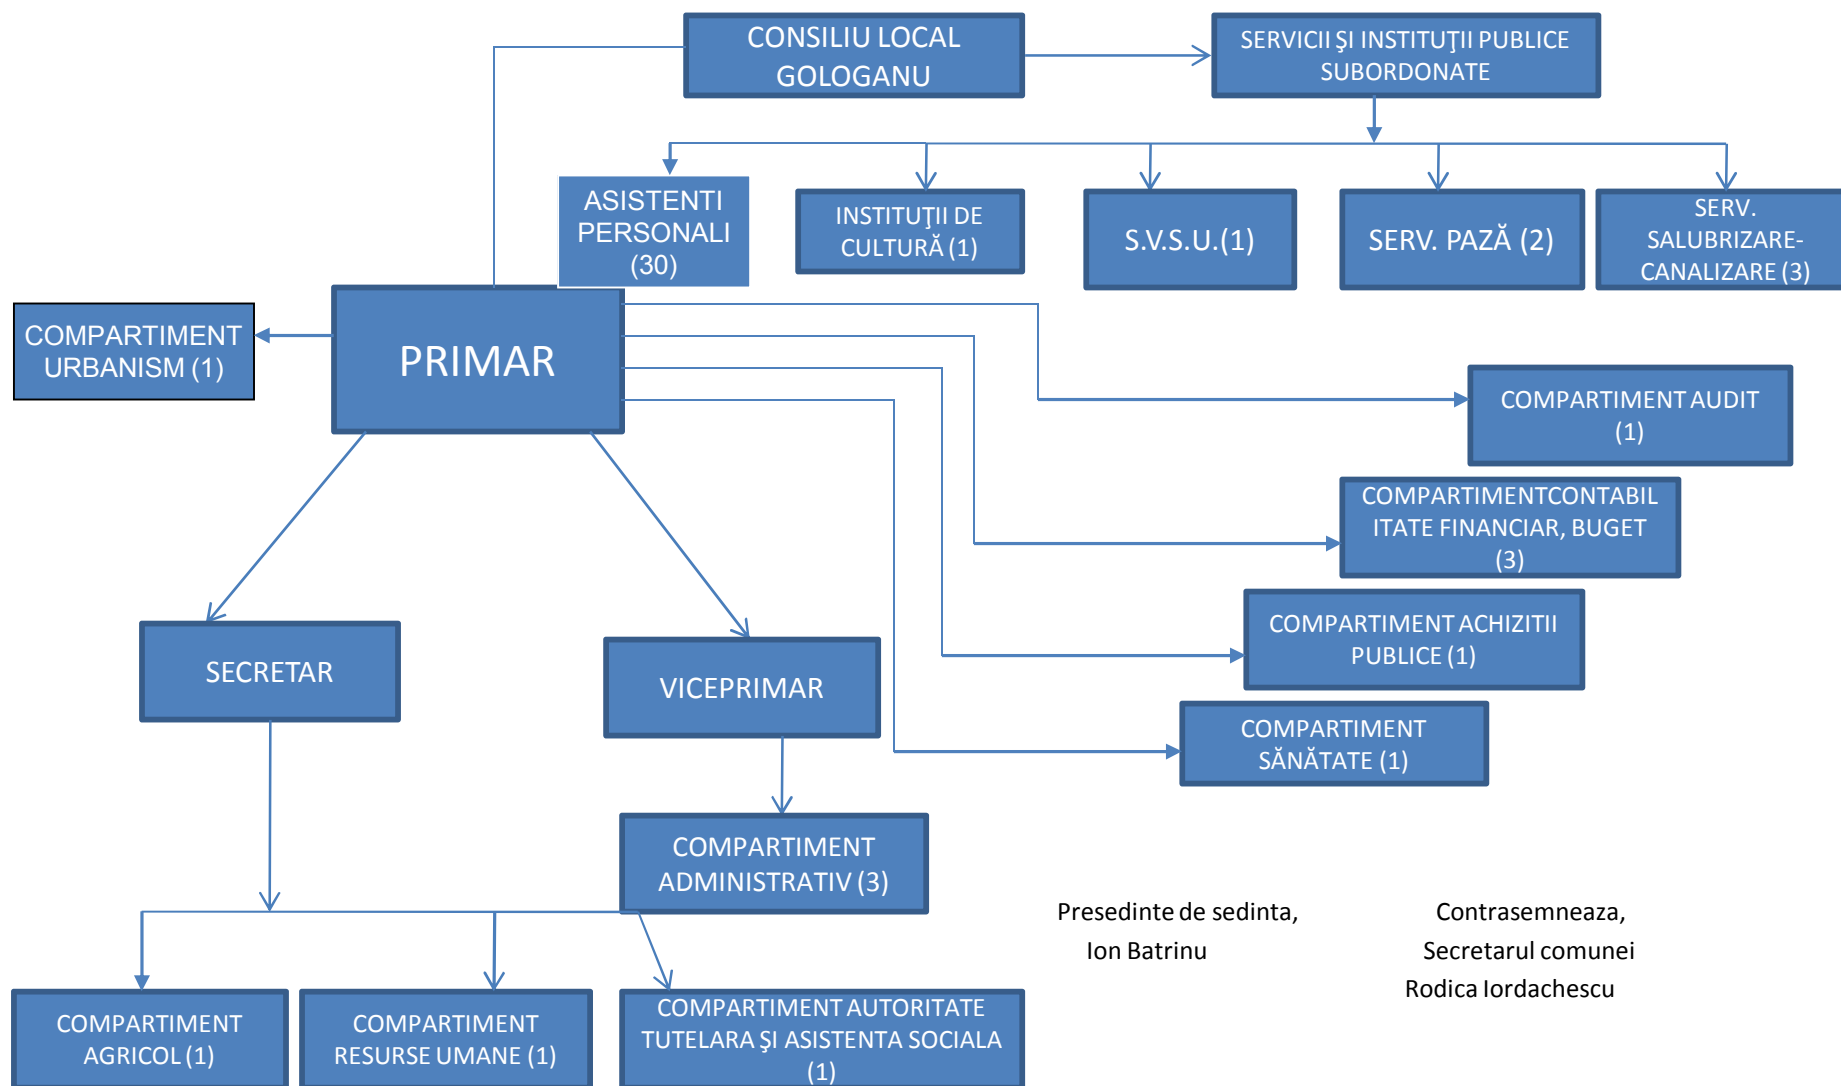 CONSILIU LOCAL
GOLOGANU
SERVICII ŞI INSTITUŢII PUBLICE
SUBORDONATE
ASISTENTI
PERSONALI
(30)
INSTITUŢII DE
CULTURĂ (1)
S.V.S.U.(1)
SERV. PAZĂ (2)
SERV.
SALUBRIZARE-
CANALIZARE (3)
COMPARTIMENT
URBANISM (1)
PRIMAR
COMPARTIMENT AUDIT
(1)
COMPARTIMENTCONTABIL
ITATE FINANCIAR, BUGET
(3)
COMPARTIMENT ACHIZITII
PUBLICE (1)
SECRETAR
VICEPRIMAR
COMPARTIMENT
SĂNĂTATE (1)
COMPARTIMENT
ADMINISTRATIV (3)
Presedinte de sedinta,
Ion Batrinu
Contrasemneaza,
Secretarul comunei
Rodica Iordachescu
COMPARTIMENT
AGRICOL (1)
COMPARTIMENT
RESURSE UMANE (1)
COMPARTIMENT AUTORITATE
TUTELARA ŞI ASISTENTA SOCIALA
(1)